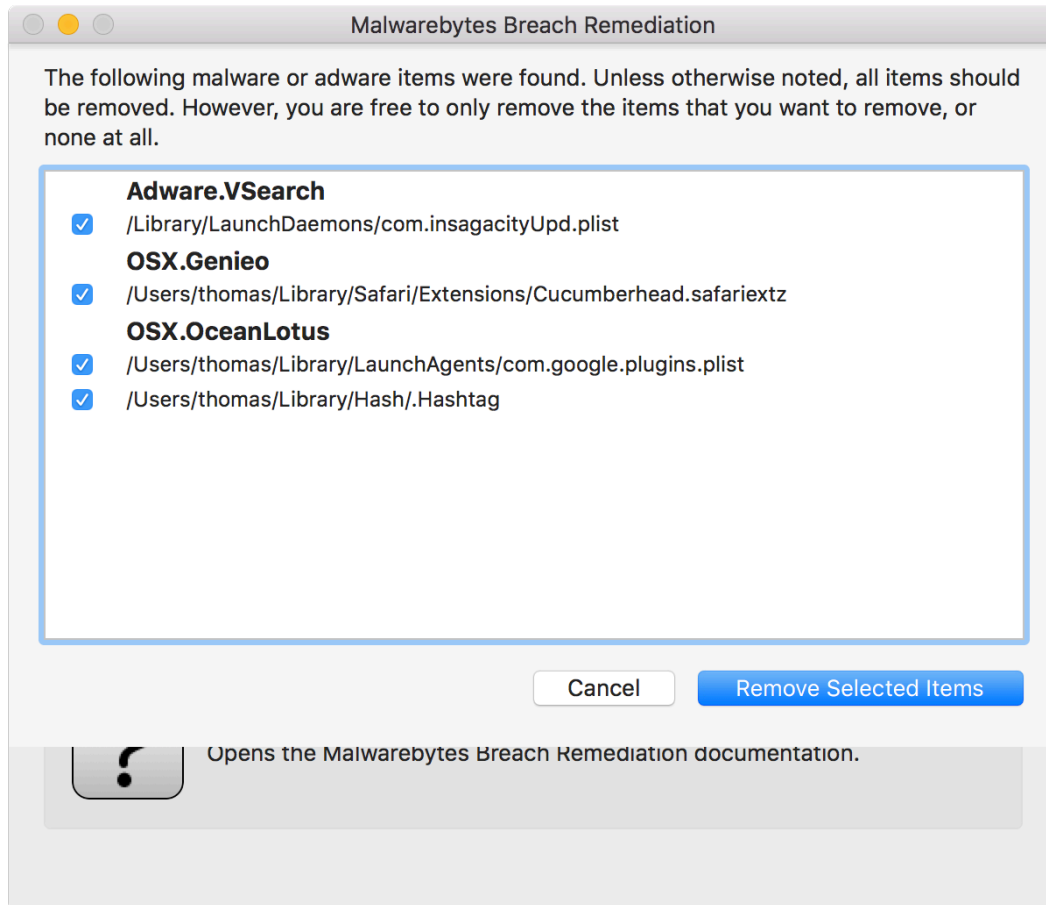 Malwarebytes Breach Remediation
The following malware or adware items were found. Unless otherwise noted, all items should
be removed. However, you are free to only remove the items that you want to remove, or
none at all.
Adware.VSearch
/Library/LaunchDaemons/com.insagacityUpd.plist
OSX.Genieo
/Users/thomas/Library/Safari/Extensions/Cucumberhead.safariextz
OSX.OceanLotus
/Users/thomas/Library/LaunchAgents/com.google.plugins.plist
/Users/thomas/Library/Hash/.Hashtag
Cancel Remove Selected Items
?
Opens the Malwarebytes Breach Remediation documentation.